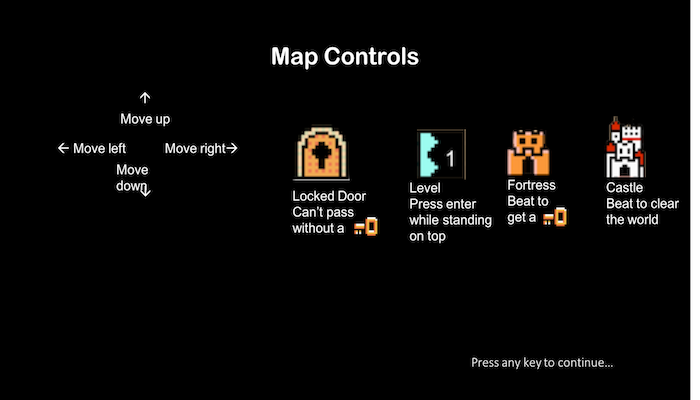 Map Controls
↑
Move up
← Move left
Move right→
Move
down↓
Locked Door
Can't pass
without a
1
Level
Press enter
while standing
on top
Fortress
Beat to
get a
Castle
Beat to clear
the world
Press any key to continue...